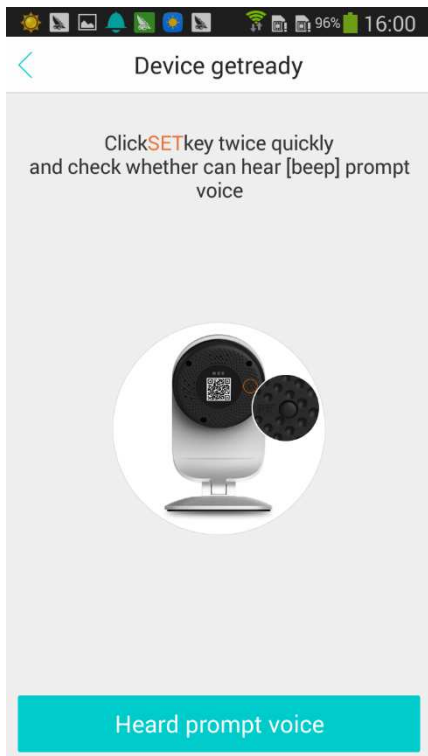 96% 16:00
Device getready
ClickSETkey twice quickly
and check whether can hear [beep] prompt
voice
Heard prompt voice